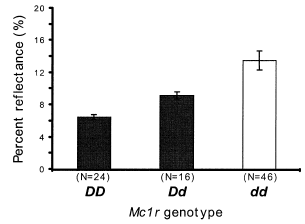 Percent reflectance (%)
20
16
12
8
4
0
(N=24) (N=16) (N=46)
DD Dd dd
Mc1r genotype